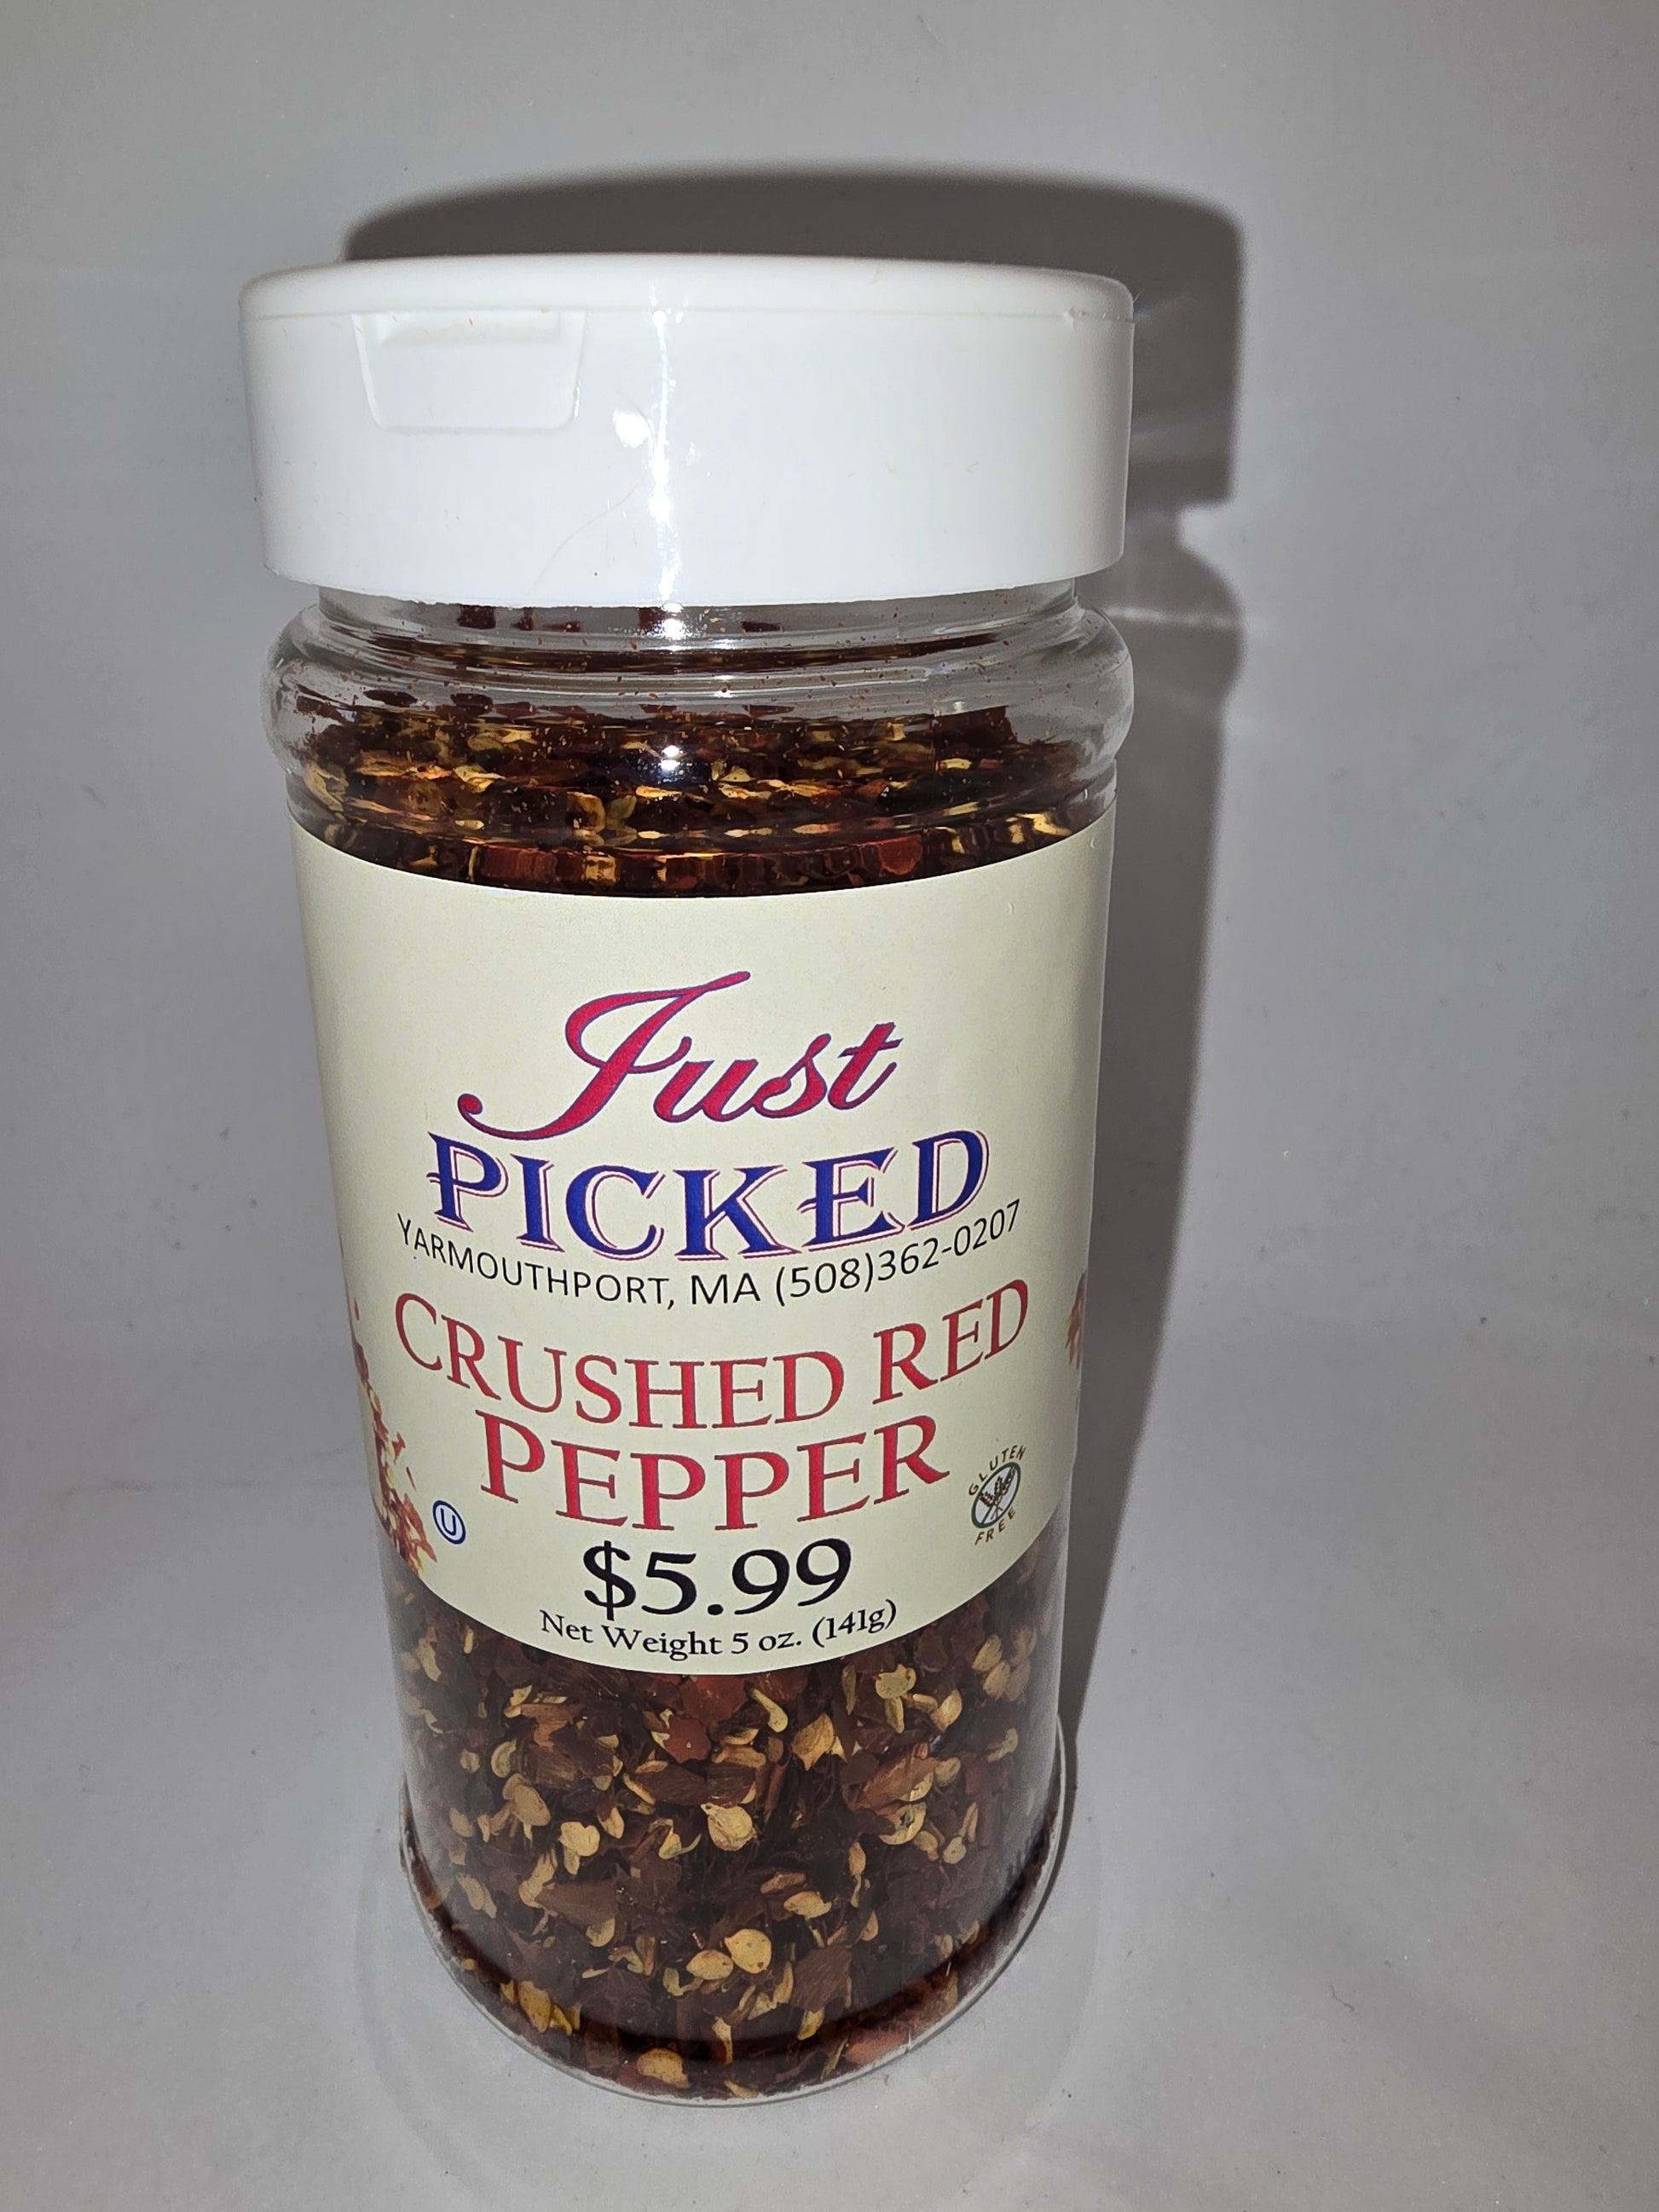 Just
PICKED
YARMOUTHPORT, MA (508)362-0207
CRUSHED RED
PEPPER
U
GLUTEN
FREE
$5.99
Net Weight 5 oz. (141g)